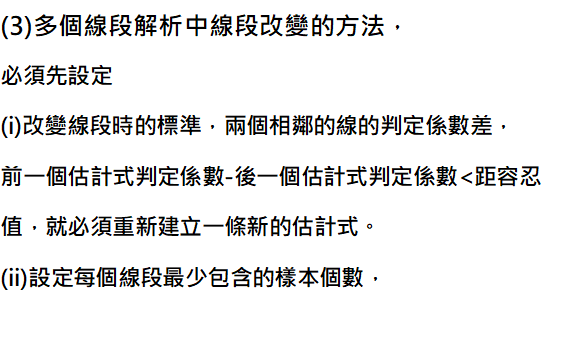 (3)多個線段解析中線段改變的方法，
必須先設定
(i)改變線段時的標準，兩個相鄰的線的判定係數差，
前一個估計式判定係數-後一個估計式判定係數<距容忍
值，就必須重新建立一條新的估計式。
(ii)設定每個線段最少包含的樣本個數，